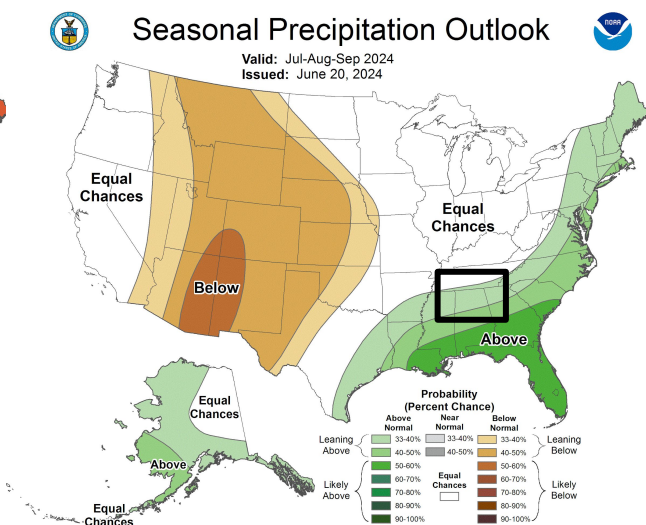 Seasonal Precipitation Outlook
NOAA
Valid: Jul-Aug-Sep 2024
Issued: June 20, 2024
Equal
Chances
Equal
Chances
Below
Above
Equal
Chances
Above
Equal
Chances
Probability
(Percent Chance)
Above
Normal
Near
Normal
Below
Normal
Leaning
Above
33-40%
33-40%
33-40%
Leaning
Below
40-50%
40-50%
40-50%
Likely
Above
50-60%
60-70%
70-80%
80-90%
90-100%
Equal
Chances
50-60%
60-70%
70-80%
80-90%
90-100%
Likely
Below